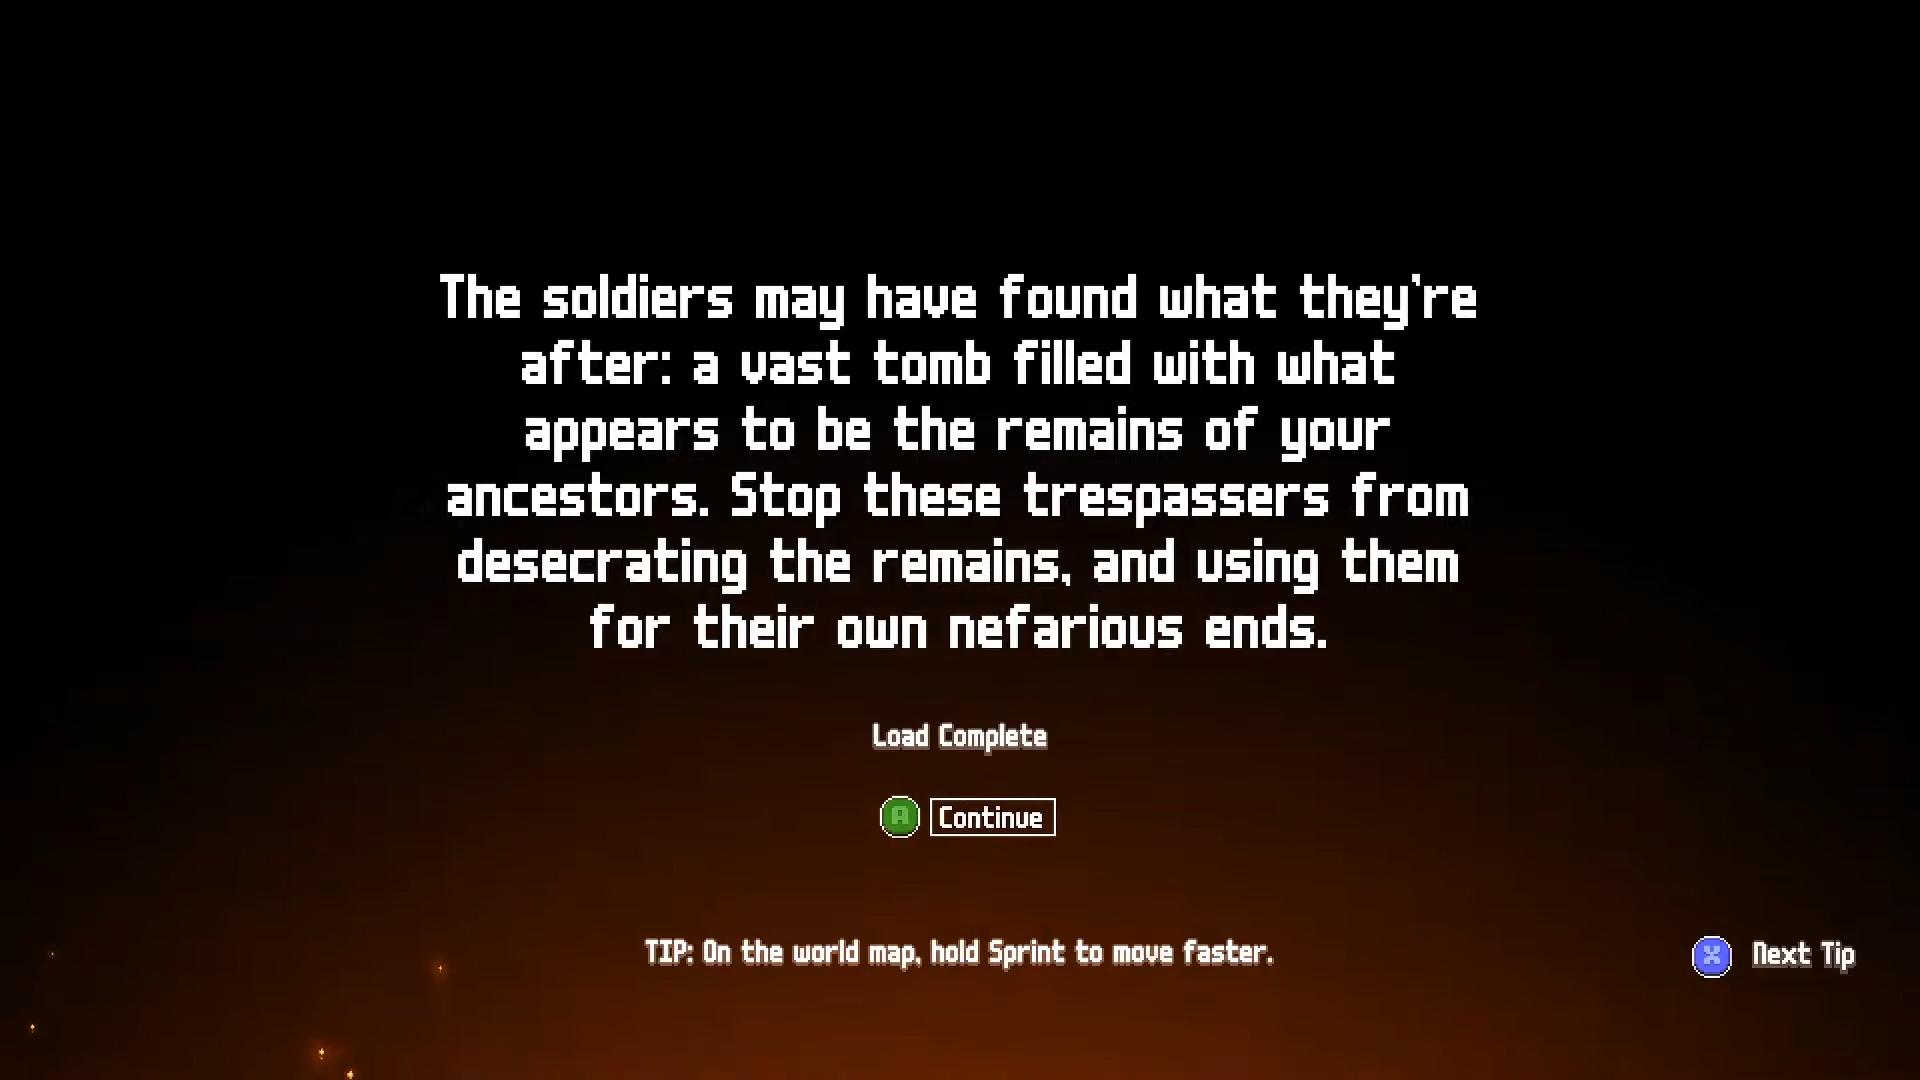 The soldiers may have found what they're
after: a vast tomb filled with what
appears to be the remains of your
ancestors. Stop these trespassers from
desecrating the remains, and using them
for their own nefarious ends.
Load Complete
A Continue
TIP: On the world map, hold Sprint to move faster.
X Next Tip